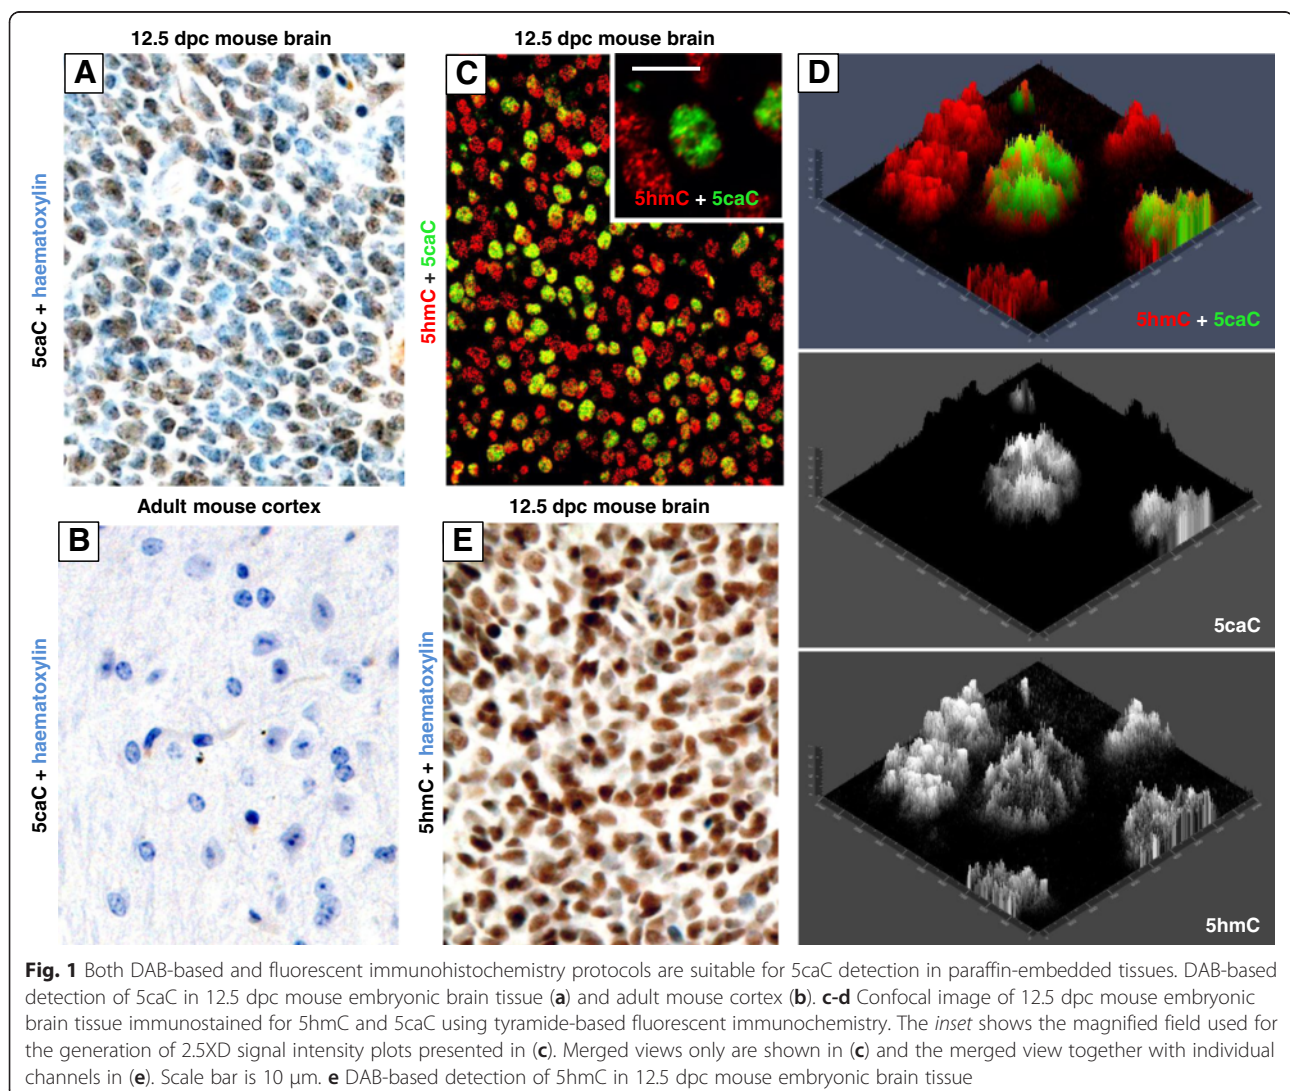 12.5 dpc mouse brain
A
5caC + haematoxylin
12.5 dpc mouse brain
C
5hmC + 5caC
5hmC + 5caC
D
5hmC + 5caC
5caC
5hmC
Adult mouse cortex
B
5caC + haematoxylin
12.5 dpc mouse brain
E
5hmC + haematoxylin
Fig. 1 Both DAB-based and fluorescent immunohistochemistry protocols are suitable for 5caC detection in paraffin-embedded tissues. DAB-based
detection of 5caC in 12.5 dpc mouse embryonic brain tissue (a) and adult mouse cortex (b). c-d Confocal image of 12.5 dpc mouse embryonic
brain tissue immunostained for 5hmC and 5caC using tyramide-based fluorescent immunochemistry. The inset shows the magnified field used for
the generation of 2.5XD signal intensity plots presented in (c). Merged views only are shown in (c) and the merged view together with individual
channels in (e). Scale bar is 10 μm. e DAB-based detection of 5hmC in 12.5 dpc mouse embryonic brain tissue